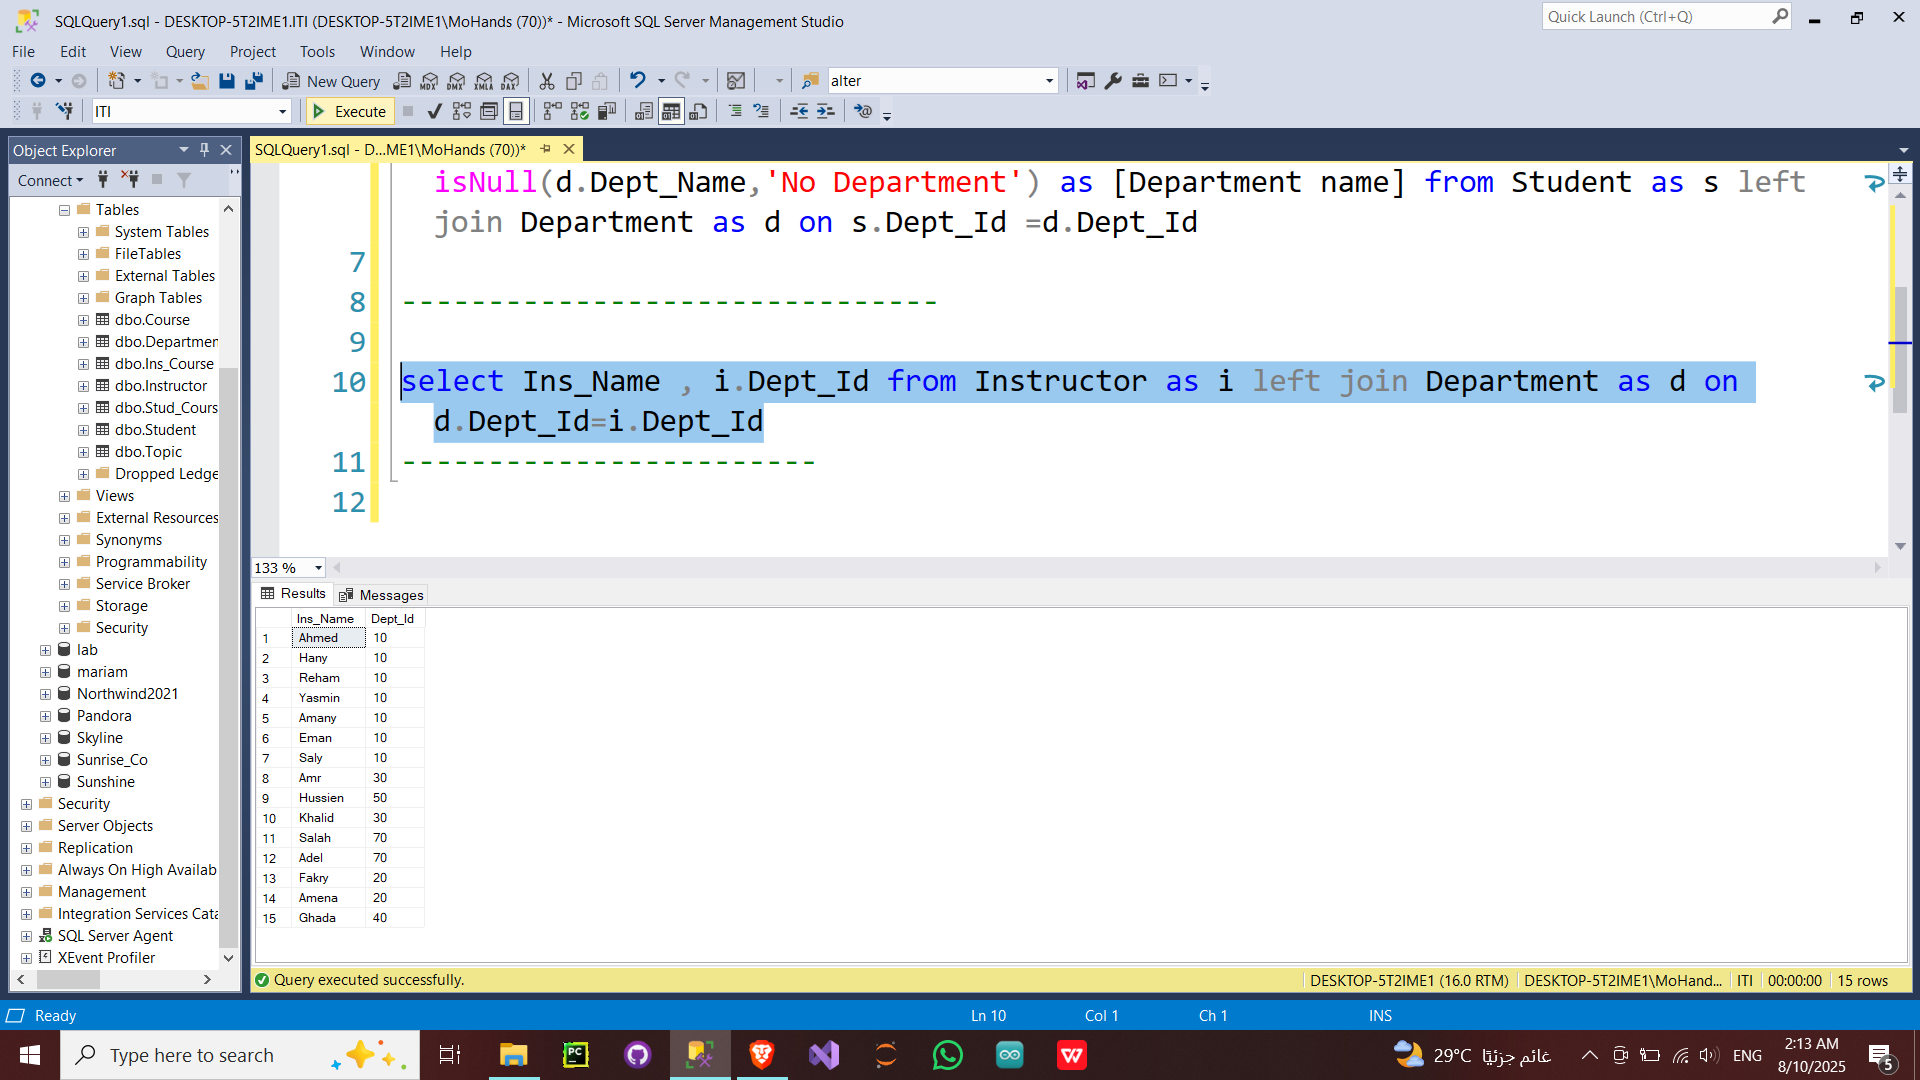 SQLQuery1.sql - DESKTOP-5T2IME1.ITI (DESKTOP-5T2IME1\MoHands (70))* - Microsoft SQL Server Management Studio
Quick Launch (Ctrl+Q)
File Edit View Query Project Tools Window Help
New Query MDX DMX XMLA DAX alter
ITI Execute
Object Explorer
SQLQuery1.sql - D...ME1\MoHands (70))*
Connect
Tables
System Tables
FileTables
External Tables
Graph Tables
dbo.Course
dbo.Departmen
dbo.Ins_Course
dbo.Instructor
dbo.Stud_Cours
dbo.Student
dbo.Topic
Dropped Ledge
Views
External Resources
Synonyms
Programmability
Service Broker
Storage
Security
lab
mariam
Northwind2021
Pandora
Skyline
Sunrise_Co
Sunshine
Security
Server Objects
Replication
Always On High Availab
Management
Integration Services Cata
SQL Server Agent
XEvent Profiler
isNull(d.Dept_Name,'No Department') as [Department name] from Student as s left
join Department as d on s.Dept_Id =d.Dept_Id
7
8 -------------------------------
9
10 select Ins_Name , i.Dept_Id from Instructor as i left join Department as d on
d.Dept_Id=i.Dept_Id
11 ------------------------
12
133 %
Results Messages
Ins_Name Dept_Id
1 Ahmed 10
2 Hany 10
3 Reham 10
4 Yasmin 10
5 Amany 10
6 Eman 10
7 Saly 10
8 Amr 30
9 Hussien 50
10 Khalid 30
11 Salah 70
12 Adel 70
13 Fakry 20
14 Amena 20
15 Ghada 40
Query executed successfully. DESKTOP-5T2IME1 (16.0 RTM) DESKTOP-5T2IME1\MoHand... ITI 00:00:00 15 rows
Ready Ln 10 Col 1 Ch 1 INS
Type here to search PC 29°C غائم جزئيًا ENG 2:13 AM
8/10/2025 5